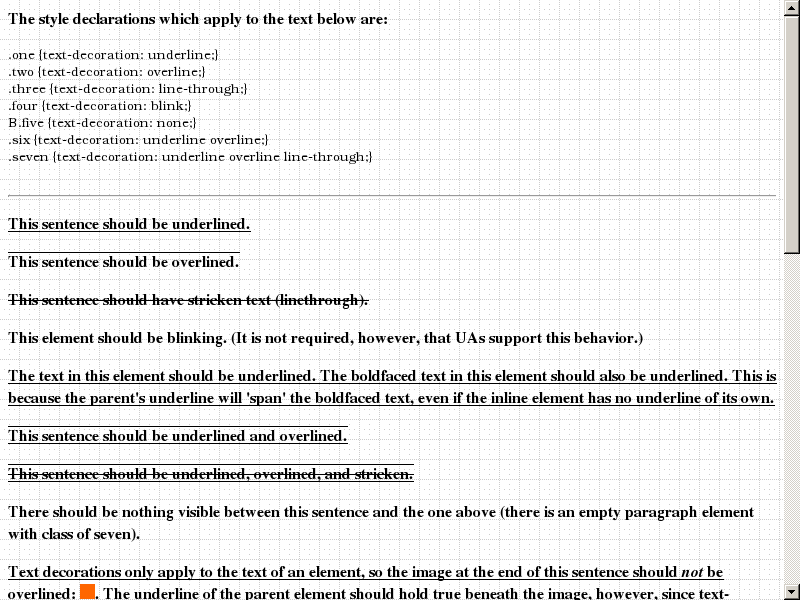 The style declarations which apply to the text below are:
.one {text-decoration: underline;}
.two {text-decoration: overline;}
.three {text-decoration: line-through;}
.four {text-decoration: blink;}
B.five {text-decoration: none;}
.six {text-decoration: underline overline;}
.seven {text-decoration: underline overline line-through;}
This sentence should be underlined.
This sentence should be overlined.
This sentence should have stricken text (linethrough).
This element should be blinking. (It is not required, however, that UAs support this behavior.)
The text in this element should be underlined. The boldfaced text in this element should also be underlined. This is
because the parent's underline will 'span' the boldfaced text, even if the inline element has no underline of its own.
This sentence should be underlined and overlined.
This sentence should be underlined, overlined, and stricken.
There should be nothing visible between this sentence and the one above (there is an empty paragraph element
with class of seven).
Text decorations only apply to the text of an element, so the image at the end of this sentence should not be
overlined: . The underline of the parent element should hold true beneath the image, however, since text-